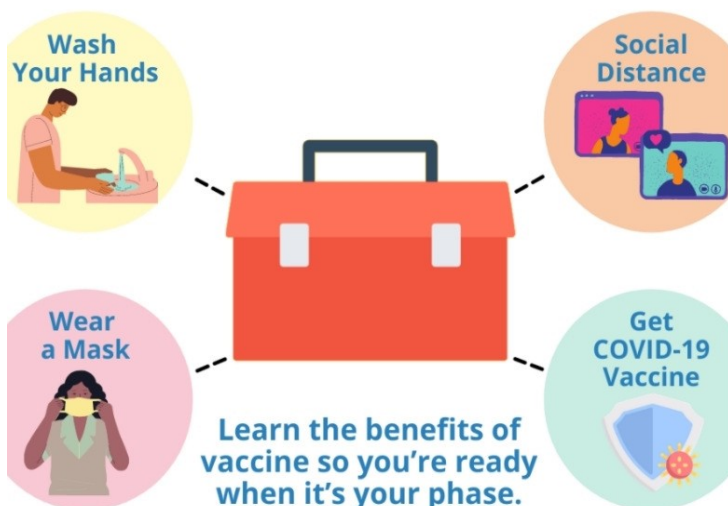 Wash
Your Hands
Social
Distance
Wear
a Mask
Get
COVID-19
Vaccine
Learn the benefits of
vaccine so you're ready
when it's your phase.